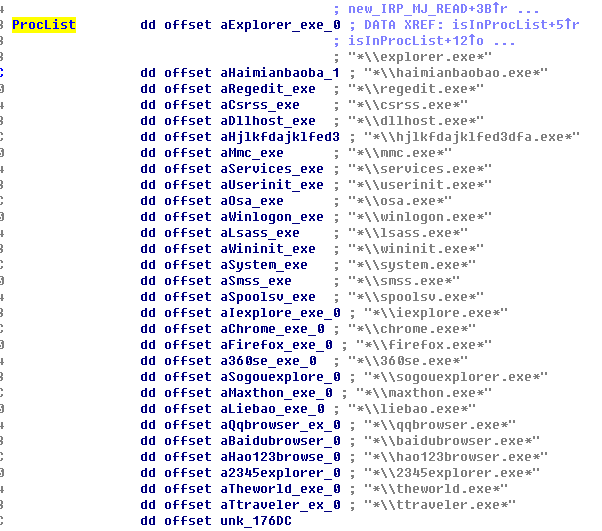 ; new_IRP_MJ_READ+3B↑r ...
ProcList dd offset aExplorer_exe_0 ; DATA XREF: isInProcList+5↑r
; isInProcList+12↑o ...
; "*\\explorer.exe*"
dd offset aHaimianbaoba_1 ; "*\\haimianbaobao.exe*"
dd offset aRegedit_exe ; "*\\regedit.exe*"
dd offset aCsrss_exe ; "*\\csrss.exe*"
dd offset aDllhost_exe ; "*\\dllhost.exe*"
dd offset aHjlkfdajklfed3 ; "*\\hjlkfdajklfed3dfa.exe*"
dd offset aMmc_exe ; "*\\mmc.exe*"
dd offset aServices_exe ; "*\\services.exe*"
dd offset aUserinit_exe ; "*\\userinit.exe*"
dd offset aOsa_exe ; "*\\osa.exe*"
dd offset aWinlogon_exe ; "*\\winlogon.exe*"
dd offset aLsass_exe ; "*\\lsass.exe*"
dd offset aWininit_exe ; "*\\wininit.exe*"
dd offset aSystem_exe ; "*\\system.exe*"
dd offset aSmss_exe ; "*\\smss.exe*"
dd offset aSpoolsv_exe ; "*\\spoolsv.exe*"
dd offset aIexplore_exe_0 ; "*\\iexplore.exe*"
dd offset aChrome_exe_0 ; "*\\chrome.exe*"
dd offset aFirefox_exe_0 ; "*\\firefox.exe*"
dd offset a360se_exe_0 ; "*\\360se.exe*"
dd offset aSogouexplore_0 ; "*\\sogouexplorer.exe*"
dd offset aMaxthon_exe_0 ; "*\\maxthon.exe*"
dd offset aLiebao_exe_0 ; "*\\liebao.exe*"
dd offset aQqbrowser_ex_0 ; "*\\qqbrowser.exe*"
dd offset aBaidubrowser_0 ; "*\\baidubrowser.exe*"
dd offset aHao123browse_0 ; "*\\hao123browser.exe*"
dd offset a2345explorer_0 ; "*\\2345explorer.exe*"
dd offset aTheworld_exe_0 ; "*\\theworld.exe*"
dd offset aTtraveler_ex_0 ; "*\\ttraveler.exe*"
dd offset unk_176DC